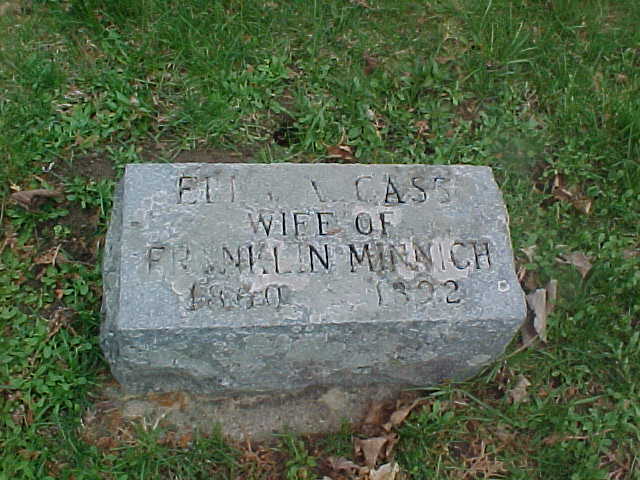 CASS
WIFE OF
FRANKLIN MINNICH
1860 1892